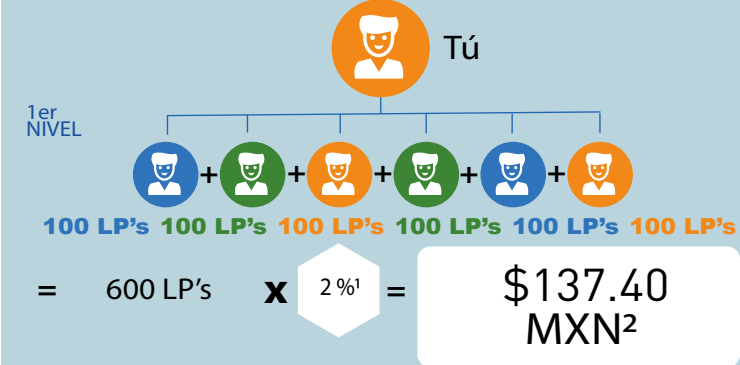 Tú
1er
NIVEL
+ + + + +
100 LP’s 100 LP’s 100 LP’s 100 LP’s 100 LP’s 100 LP’s
= 600 LP’s x 2 %¹ = $137.40
MXN²